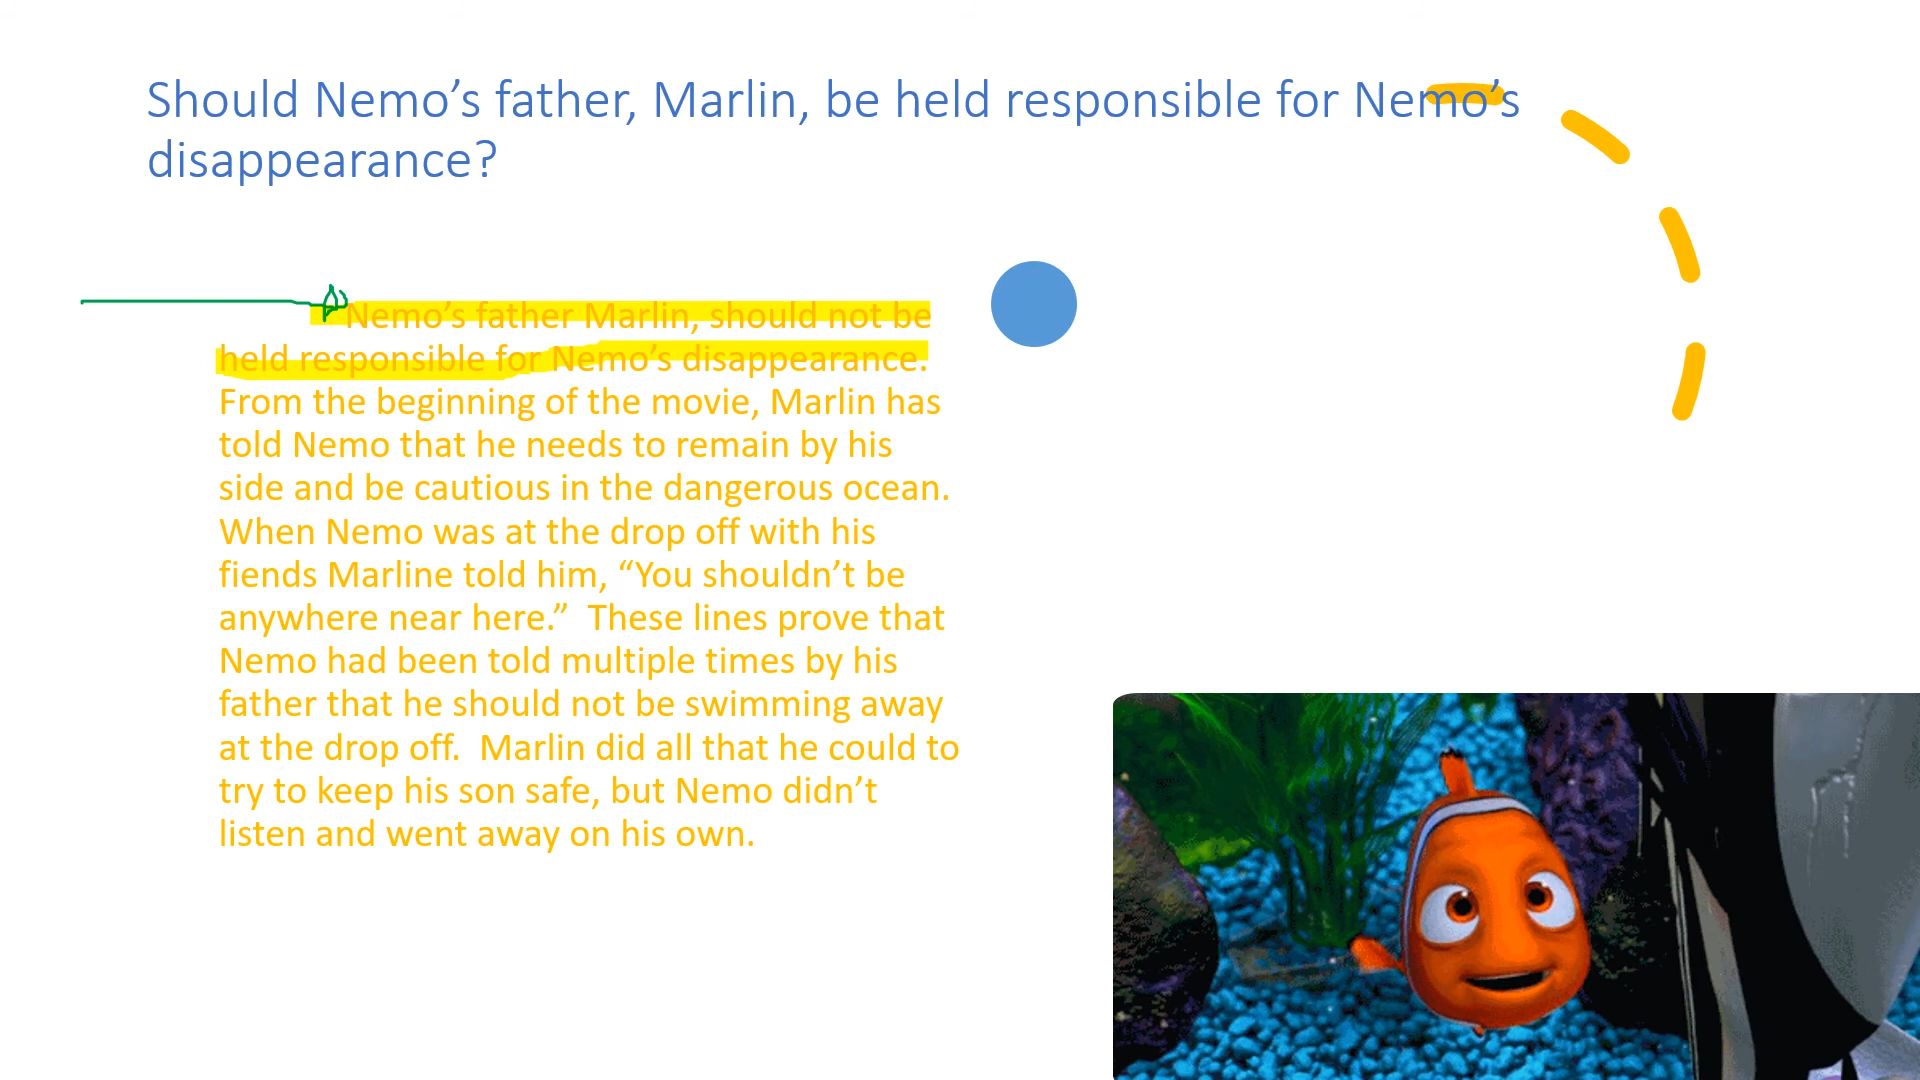 Should Nemo’s father, Marlin, be held responsible for Nemo’s
disappearance?
Nemo’s father Marlin, should not be
held responsible for Nemo’s disappearance.
From the beginning of the movie, Marlin has
told Nemo that he needs to remain by his
side and be cautious in the dangerous ocean.
When Nemo was at the drop off with his
fiends Marline told him, “You shouldn’t be
anywhere near here.”  These lines prove that
Nemo had been told multiple times by his
father that he should not be swimming away
at the drop off.  Marlin did all that he could to
try to keep his son safe, but Nemo didn’t
listen and went away on his own.